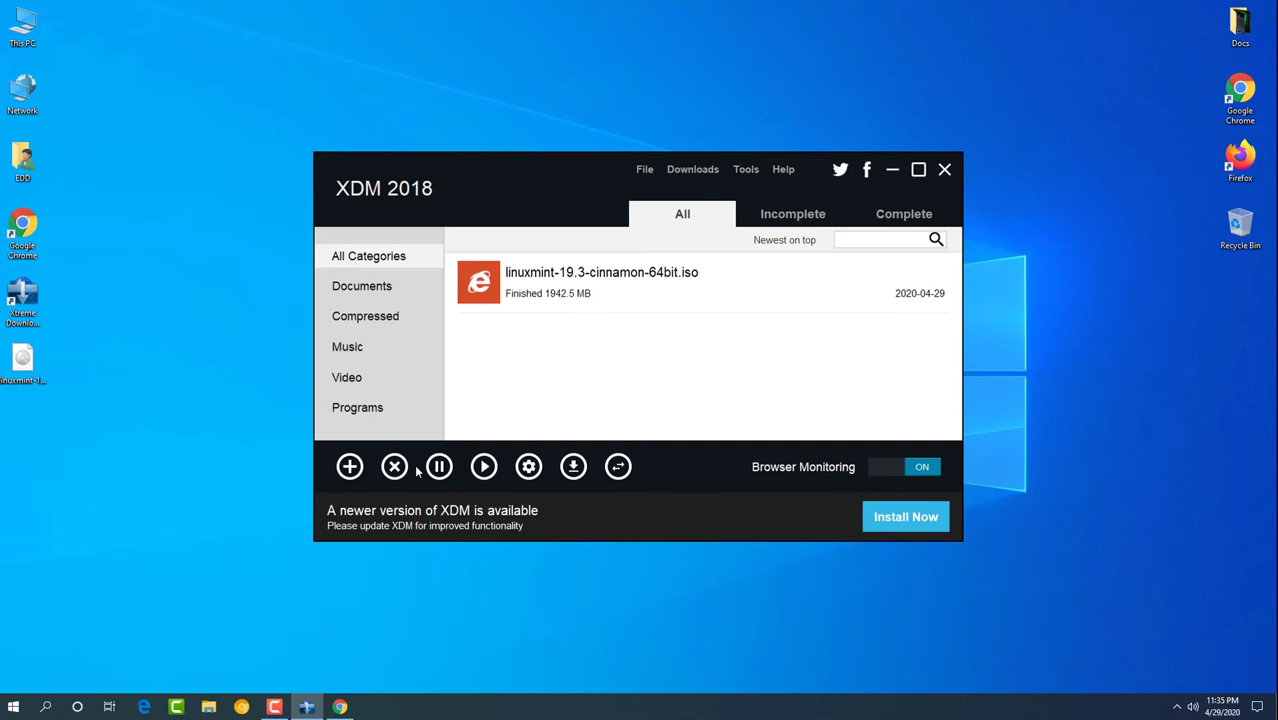 This PC
Network
EDD
Google
Chrome
Xtreme
Downlo...
linuxmint-1...
XDM 2018
File
Downloads
Tools
Help
All
Incomplete
Complete
Newest on top
All Categories
Documents
Compressed
Music
Video
Programs
linuxmint-19.3-cinnamon-64bit.iso
Finished 1942.5 MB
2020-04-29
Browser Monitoring
ON
A newer version of XDM is available
Please update XDM for improved functionality
Install Now
Docs
Google
Chrome
Firefox
Recycle Bin
11:35 PM
4/29/2020